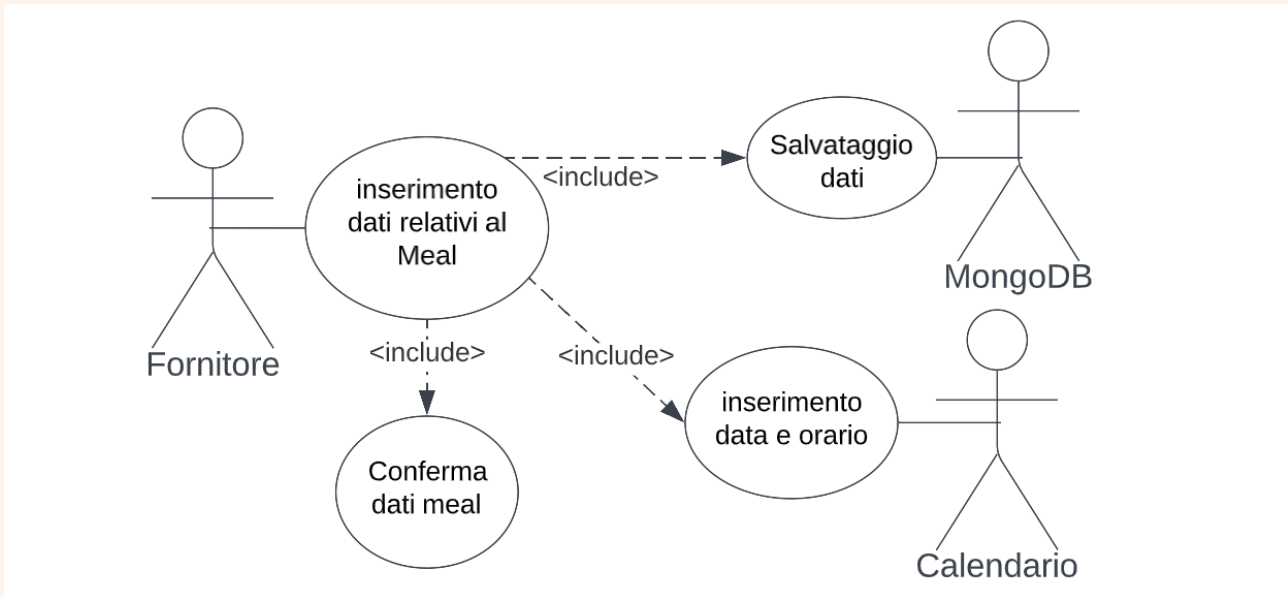 Fornitore
inserimento
dati relativi al
Meal
<include>
Salvataggio
dati
MongoDB
<include>
Conferma
dati meal
<include>
inserimento
data e orario
Calendario